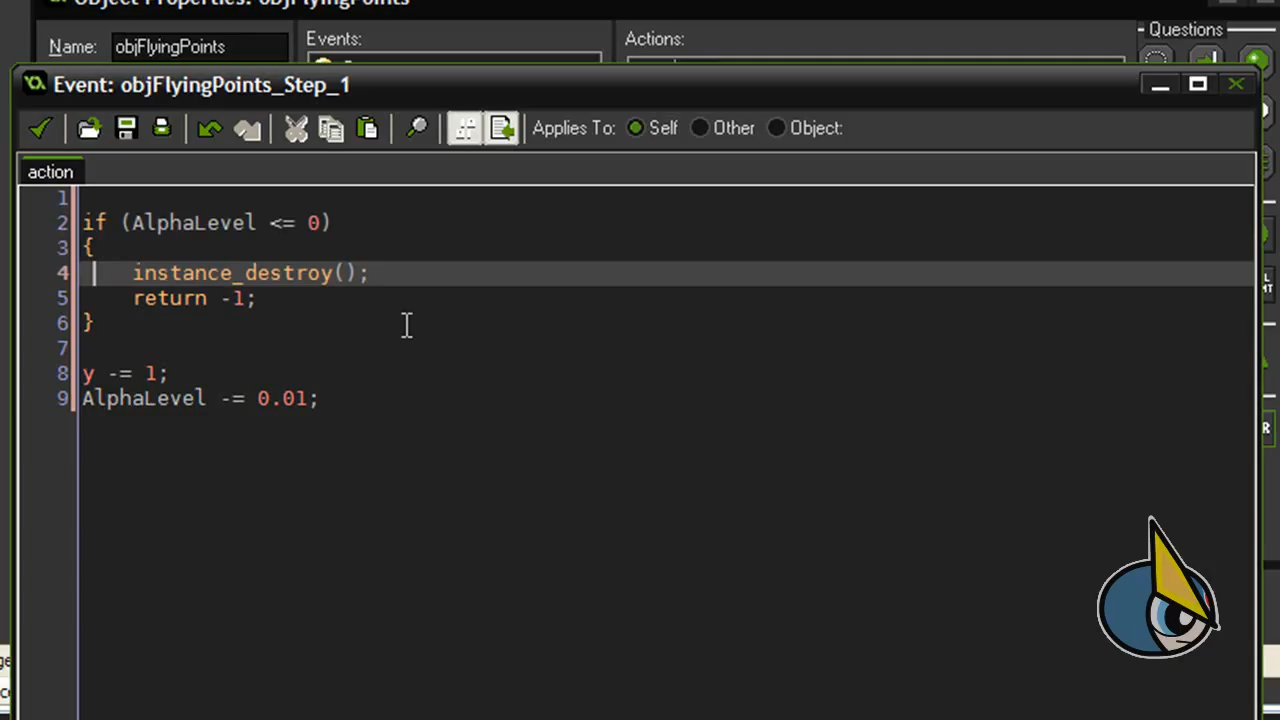 Object Properties: objFlyingPoints
Name: objFlyingPoints
Events:
Actions:
Questions
Event: objFlyingPoints_Step_1
Applies To: Self Other Object:
action
1
2 if (AlphaLevel <= 0)
3 {
4 instance_destroy();
5 return -1;
6 }
7
8 y -= 1;
9 AlphaLevel -= 0.01;